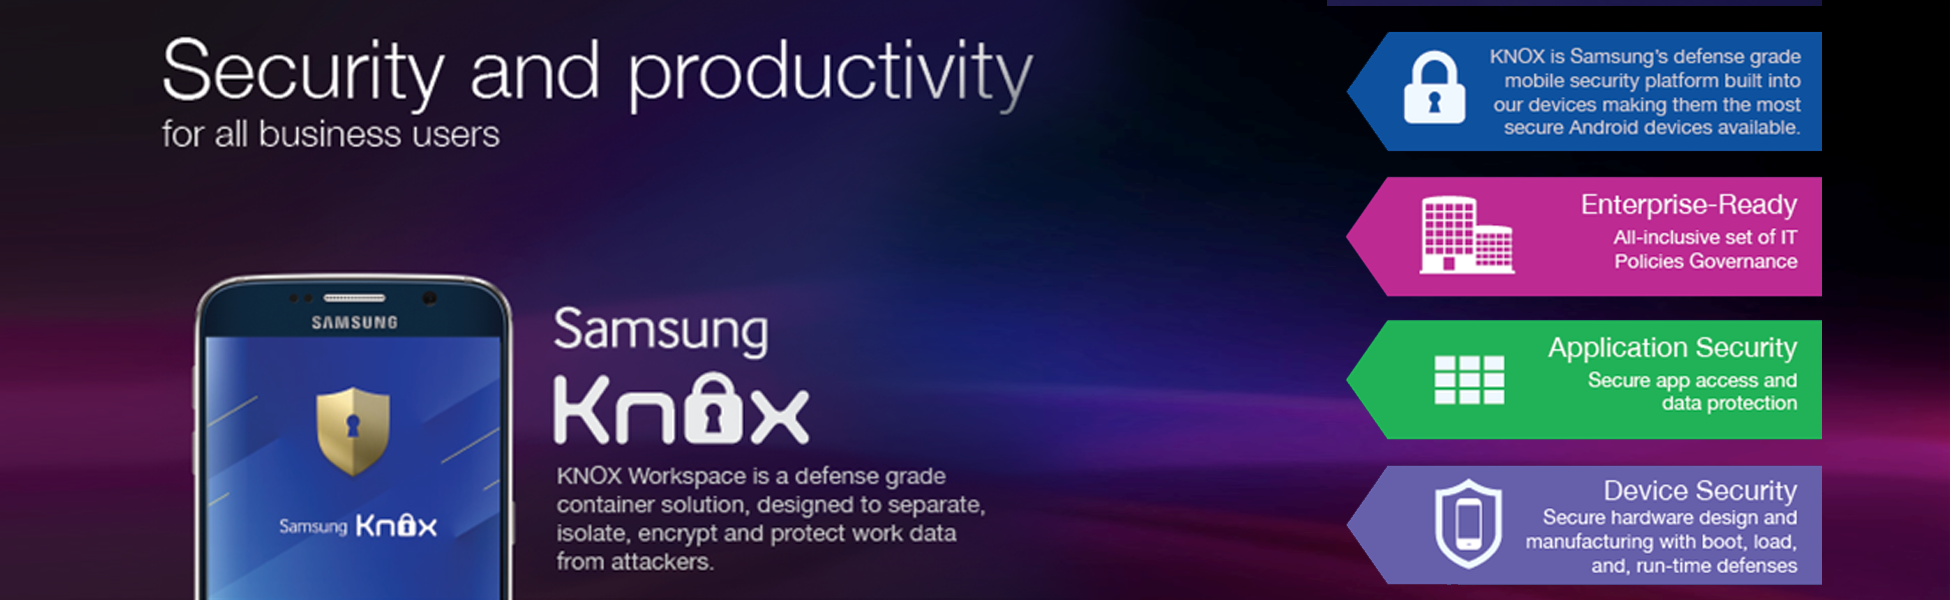 Security and productivity
for all business users
SAMSUNG
Samsung Knox
Samsung
Knox
KNOX Workspace is a defense grade
container solution, designed to separate,
isolate, encrypt and protect work data
from attackers.
KNOX is Samsung's defense grade
mobile security platform built into
our devices making them the most
secure Android devices available.
Enterprise-Ready
All-inclusive set of IT
Policies Governance
Application Security
Secure app access and
data protection
Device Security
Secure hardware design and
manufacturing with boot, load,
and, run-time defenses